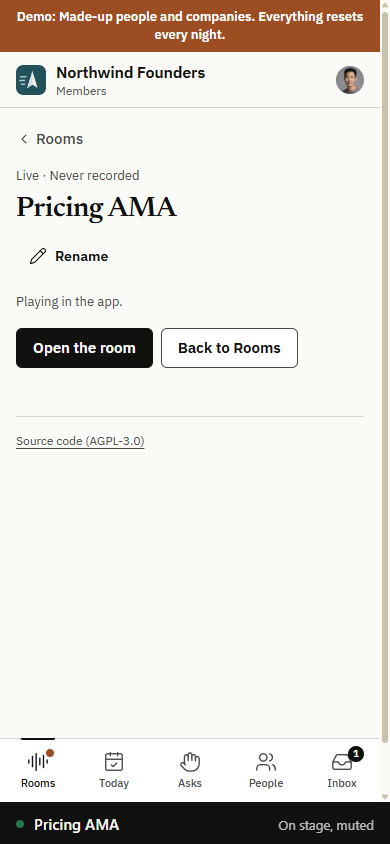 Demo: Made-up people and companies. Everything resets
every night.
Northwind Founders
Members
Rooms
Live · Never recorded
Pricing AMA
Rename
Playing in the app.
Open the room
Back to Rooms
Source code (AGPL-3.0)
1
Rooms
Today
Asks
People
Inbox
Pricing AMA
On stage, muted